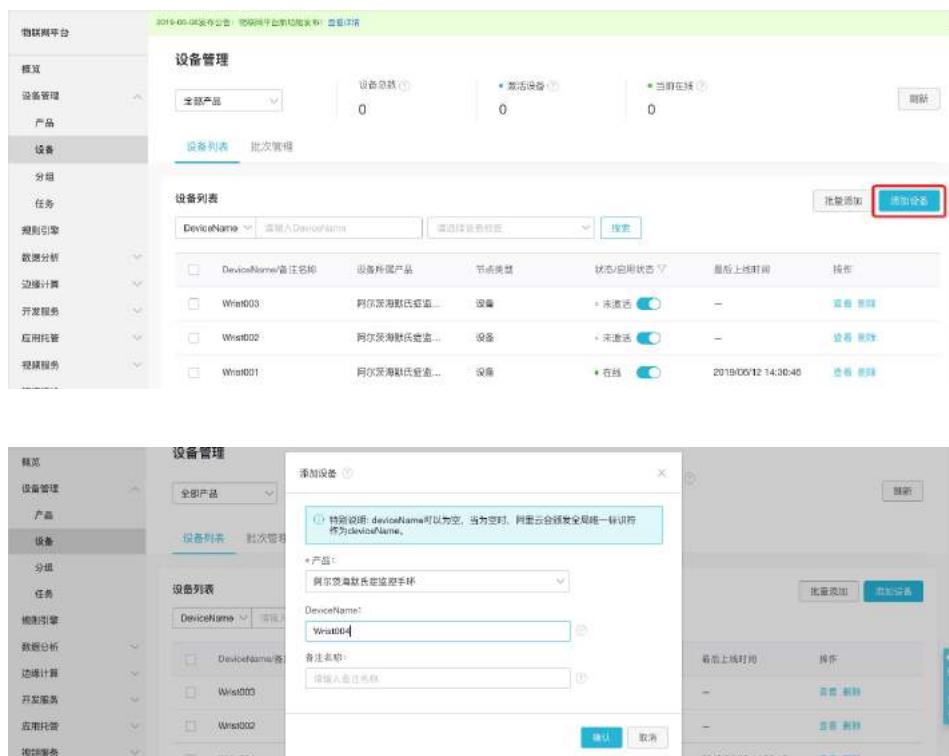 物联网平台
2019-06-06发布公告：物联网平台新功能发布！查看详情
概览
设备管理
产品
设备
分组
任务
规则引擎
数据分析
边缘计算
开发服务
应用托管
视频服务
设备管理
全部产品
设备总数
0
激活设备
0
当前在线
0
刷新
设备列表 批次管理
设备列表
批量添加 添加设备
DeviceName 请输入DeviceName 搜索
DeviceName/备注名称 设备所属产品 节点类型 状态/启用状态 最后上线时间 操作
Wrist003 阿尔茨海默氏症监... 设备 未激活 – 查看 删除
Wrist002 阿尔茨海默氏症监... 设备 未激活 – 查看 删除
Wrist001 阿尔茨海默氏症监... 设备 在线 2019/06/12 14:30:46 查看 删除
概览
设备管理
产品
设备
分组
任务
规则引擎
数据分析
边缘计算
开发服务
应用托管
视频服务
设备管理
全部产品
刷新
设备列表 批次管理
设备列表
批量添加 添加设备
DeviceName
DeviceName/备
最后上线时间 操作
Wrist003 – 查看 删除
Wrist002 – 查看 删除
添加设备
特别说明: deviceName可以为空，当为空时，阿里云会颁发全局唯一标识符
作为deviceName。
*产品：
阿尔茨海默氏症监控手环
DeviceName：
Wrist004
备注名称：
请输入备注名称
确认 取消